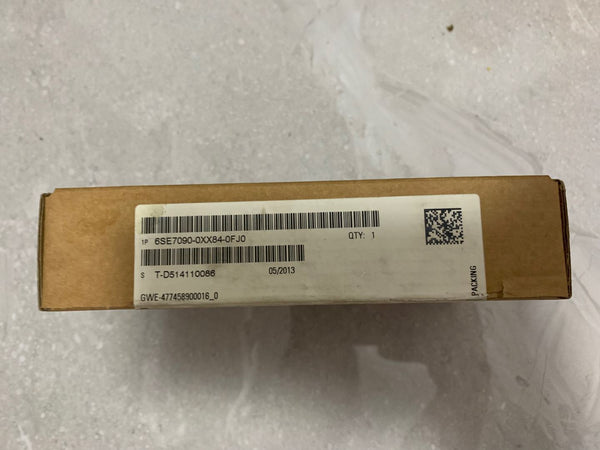 1P 6SE7090-0XX84-0FJ0 QTY: 1
S T-D514110086 05/2013
GWE-477458900016_0
PACKING